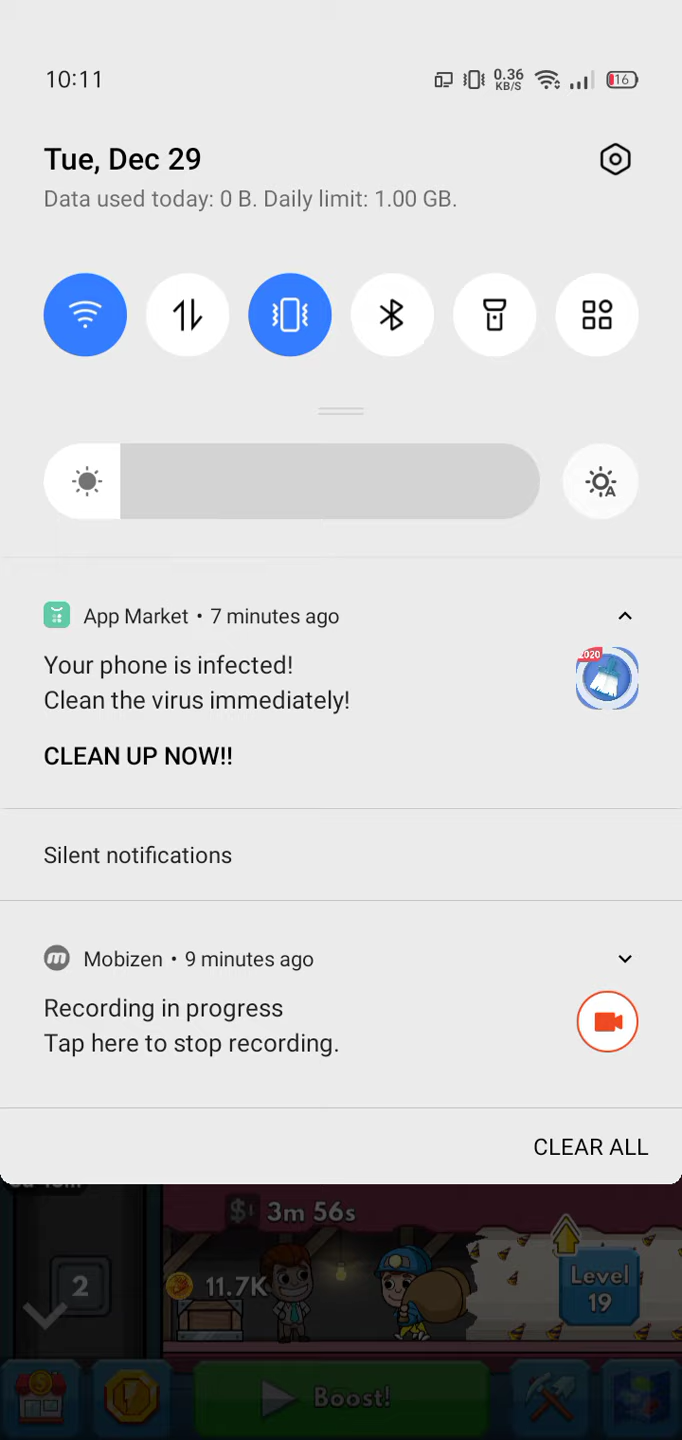 10:11
0.36
KB/S
16
Tue, Dec 29
Data used today: 0 B. Daily limit: 1.00 GB.
A
App Market • 7 minutes ago
Your phone is infected!
Clean the virus immediately!
2020
CLEAN UP NOW!!
Silent notifications
m Mobizen • 9 minutes ago
Recording in progress
Tap here to stop recording.
CLEAR ALL
3m 56s
2
11.7K
Level
19
Boost!